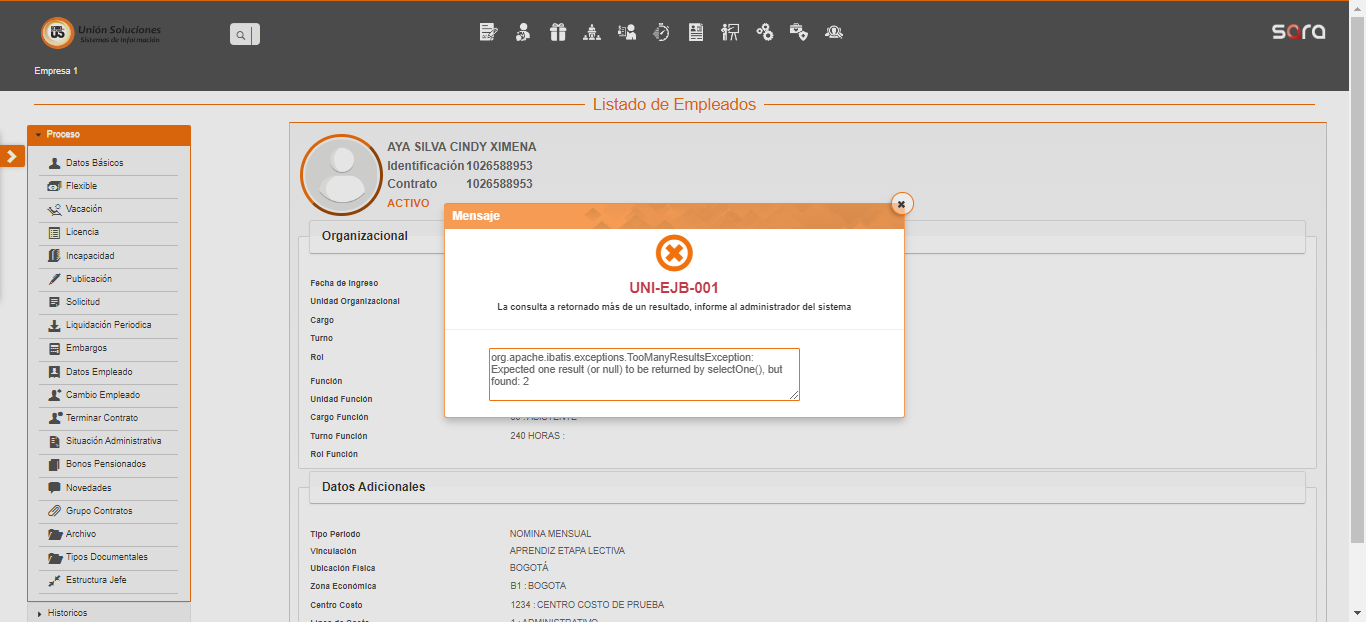 Unión Soluciones
Sistemas de Información
sara
Empresa 1
Listado de Empleados
Proceso
Datos Básicos
Flexible
Vacación
Licencia
Incapacidad
Publicación
Solicitud
Liquidación Periodica
Embargos
Datos Empleado
Cambio Empleado
Terminar Contrato
Situación Administrativa
Bonos Pensionados
Novedades
Grupo Contratos
Archivo
Tipos Documentales
Estructura Jefe
Historicos
AYA SILVA CINDY XIMENA
Identificación 1026588953
Contrato 1026588953
ACTIVO
Organizacional
Fecha de Ingreso
Unidad Organizacional
Cargo
Turno
Rol
Función
Unidad Función
Cargo Función
Turno Función 240 HORAS :
Rol Función
Mensaje
UNI-EJB-001
La consulta a retornado más de un resultado, informe al administrador del sistema
org.apache.ibatis.exceptions.TooManyResultsException:
Expected one result (or null) to be returned by selectOne(), but
found: 2
Datos Adicionales
Tipo Periodo NOMINA MENSUAL
Vinculación APRENDIZ ETAPA LECTIVA
Ubicación Fisica BOGOTÁ
Zona Económica B1 : BOGOTA
Centro Costo 1234 : CENTRO COSTO DE PRUEBA